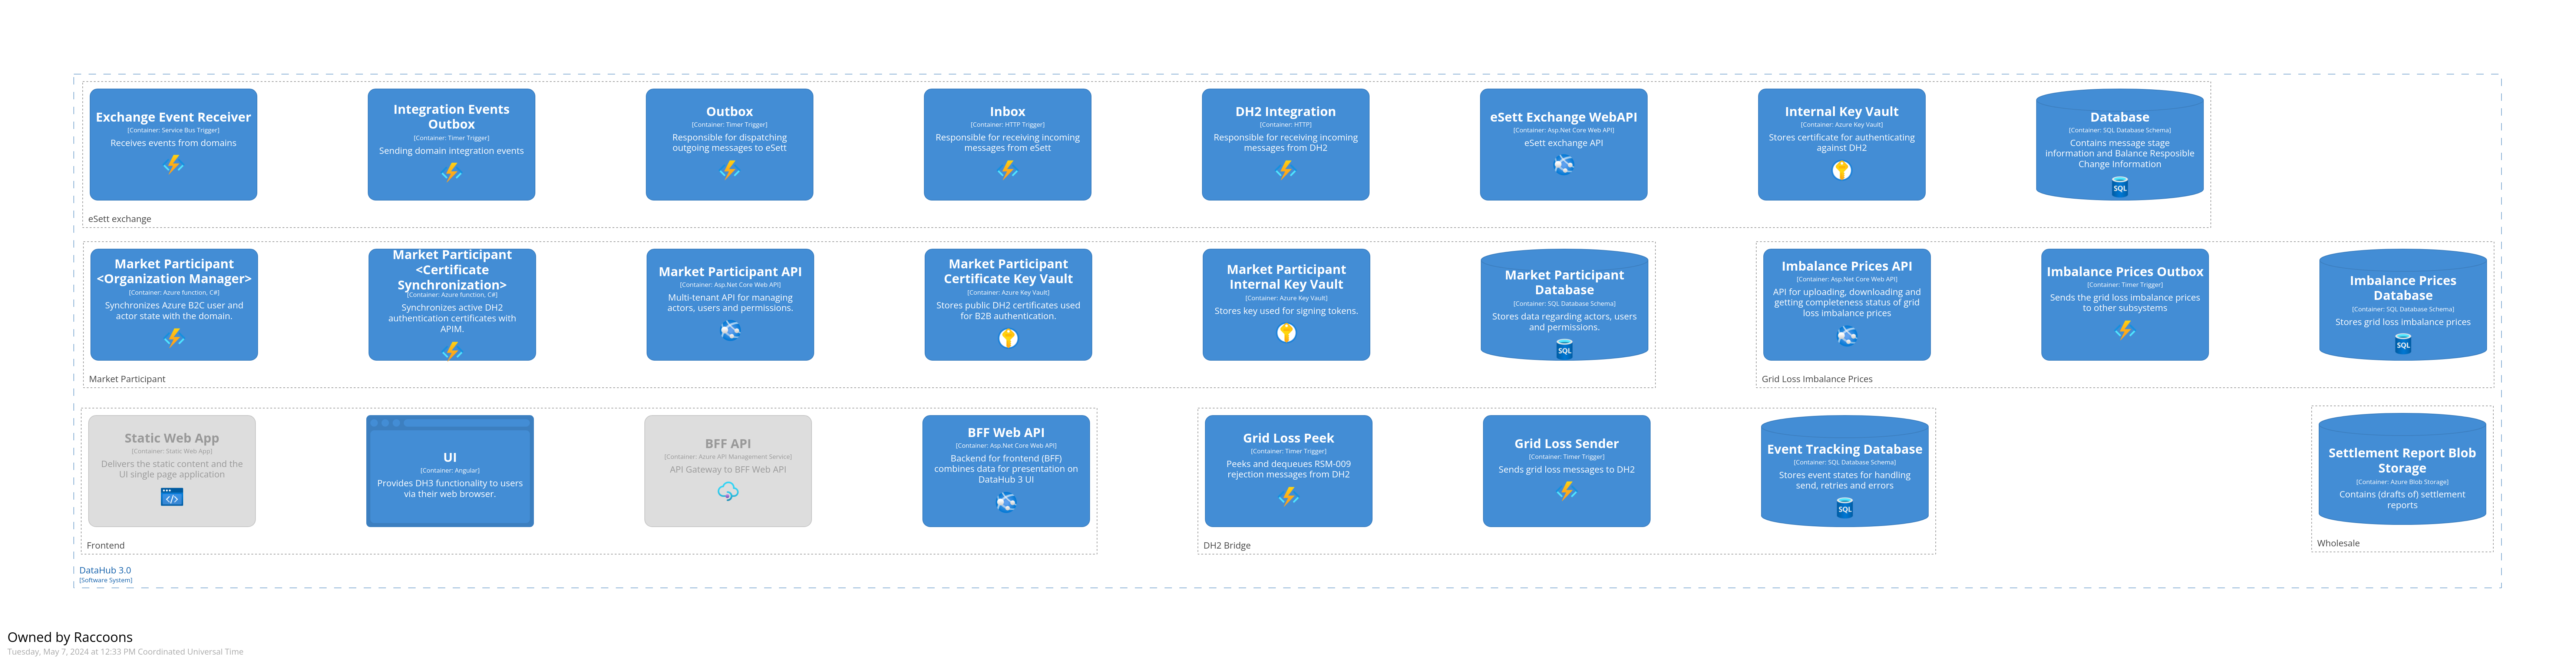 Exchange Event Receiver
[Container: Service Bus Trigger]
Receives events from domains
Integration Events
Outbox
[Container: Timer Trigger]
Sending domain integration events
Outbox
[Container: Timer Trigger]
Responsible for dispatching
outgoing messages to eSett
Inbox
[Container: HTTP Trigger]
Responsible for receiving incoming
messages from eSett
DH2 Integration
[Container: HTTP]
Responsible for receiving incoming
messages from DH2
eSett Exchange WebAPI
[Container: Asp.Net Core Web API]
eSett exchange API
Internal Key Vault
[Container: Azure Key Vault]
Stores certificate for authenticating
against DH2
Database
[Container: SQL Database Schema]
Contains message stage
information and Balance Resposible
Change Information
SQL
eSett exchange
Market Participant
<Organization Manager>
[Container: Azure function, C#]
Synchronizes Azure B2C user and
actor state with the domain.
Market Participant
<Certificate
Synchronization>
[Container: Azure function, C#]
Synchronizes active DH2
authentication certificates with
APIM.
Market Participant API
[Container: Asp.Net Core Web API]
Multi-tenant API for managing
actors, users and permissions.
Market Participant
Certificate Key Vault
[Container: Azure Key Vault]
Stores public DH2 certificates used
for B2B authentication.
Market Participant
Internal Key Vault
[Container: Azure Key Vault]
Stores key used for signing tokens.
Market Participant
Database
[Container: SQL Database Schema]
Stores data regarding actors, users
and permissions.
SQL
Market Participant
Imbalance Prices API
[Container: Asp.Net Core Web API]
API for uploading, downloading and
getting completeness status of grid
loss imbalance prices
Imbalance Prices Outbox
[Container: Timer Trigger]
Sends the grid loss imbalance prices
to other subsystems
Imbalance Prices
Database
[Container: SQL Database Schema]
Stores grid loss imbalance prices
SQL
Grid Loss Imbalance Prices
Static Web App
[Container: Static Web App]
Delivers the static content and the
UI single page application
UI
[Container: Angular]
Provides DH3 functionality to users
via their web browser.
BFF API
[Container: Azure API Management Service]
API Gateway to BFF Web API
BFF Web API
[Container: Asp.Net Core Web API]
Backend for frontend (BFF)
combines data for presentation on
DataHub 3 UI
Frontend
Grid Loss Peek
[Container: Timer Trigger]
Peeks and dequeues RSM-009
rejection messages from DH2
Grid Loss Sender
[Container: Timer Trigger]
Sends grid loss messages to DH2
Event Tracking Database
[Container: SQL Database Schema]
Stores event states for handling
send, retries and errors
SQL
DH2 Bridge
Settlement Report Blob
Storage
[Container: Azure Blob Storage]
Contains (drafts of) settlement
reports
Wholesale
DataHub 3.0
[Software System]
Owned by Raccoons
Tuesday, May 7, 2024 at 12:33 PM Coordinated Universal Time